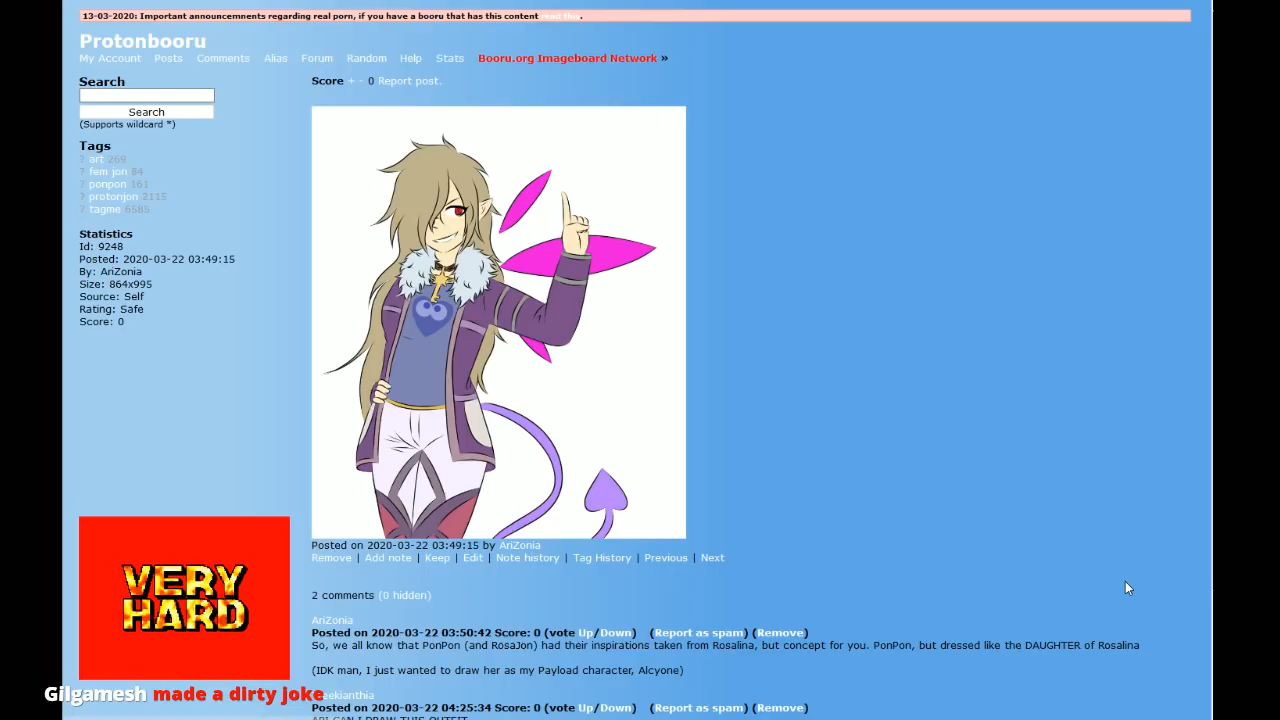 13-03-2020: Important announcemnents regarding real porn, if you have a booru that has this content read this.
Protonbooru
My Account Posts Comments Alias Forum Random Help Stats Booru.org Imageboard Network »
Search
Search
(Supports wildcard *)
Tags
? art 269
? fem jon 84
? ponpon 161
? protonjon 2115
? tagme 6585
Statistics
Id: 9248
Posted: 2020-03-22 03:49:15
By: AriZonia
Size: 864x995
Source: Self
Rating: Safe
Score: 0
Score + - 0 Report post.
Posted on 2020-03-22 03:49:15 by AriZonia
Remove | Add note | Keep | Edit | Note history | Tag History | Previous | Next
2 comments (0 hidden)
AriZonia
Posted on 2020-03-22 03:50:42 Score: 0 (vote Up/Down) (Report as spam) (Remove)
So, we all know that PonPon (and RosaJon) had their inspirations taken from Rosalina, but concept for you. PonPon, but dressed like the DAUGHTER of Rosalina
(IDK man, I just wanted to draw her as my Payload character, Alcyone)
Posted on 2020-03-22 04:25:34 Score: 0 (vote Up/Down) (Report as spam) (Remove)
ARI CAN I DRAW THIS OUTFIT
VERY
HARD
Gilgamesh made a dirty joke